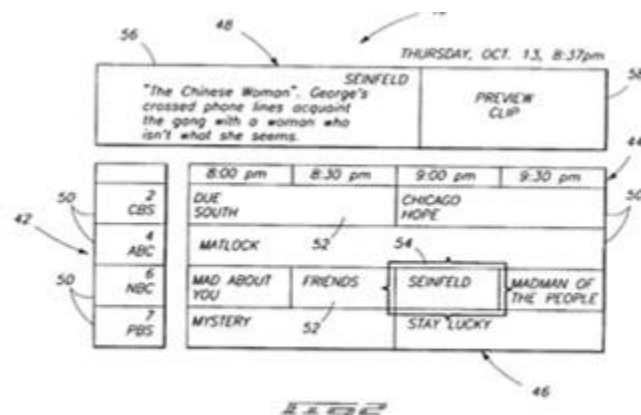 56
48
THURSDAY, OCT. 13, 8:37pm
SEINFELD
"The Chinese Woman". George's
crossed phone lines acquaint
the gang with a woman who
isn't what she seems.
PREVIEW
CLIP
58
8:00 pm 8:30 pm 9:00 pm 9:30 pm
44
50
2
CBS
DUE
SOUTH
52
CHICAGO
HOPE
50
42
4
ABC
MATLOCK
54
50
6
NBC
MAD ABOUT
YOU
FRIENDS
SEINFELD
MADMAN OF
THE PEOPLE
7
PBS
MYSTERY
52
STAY LUCKY
46